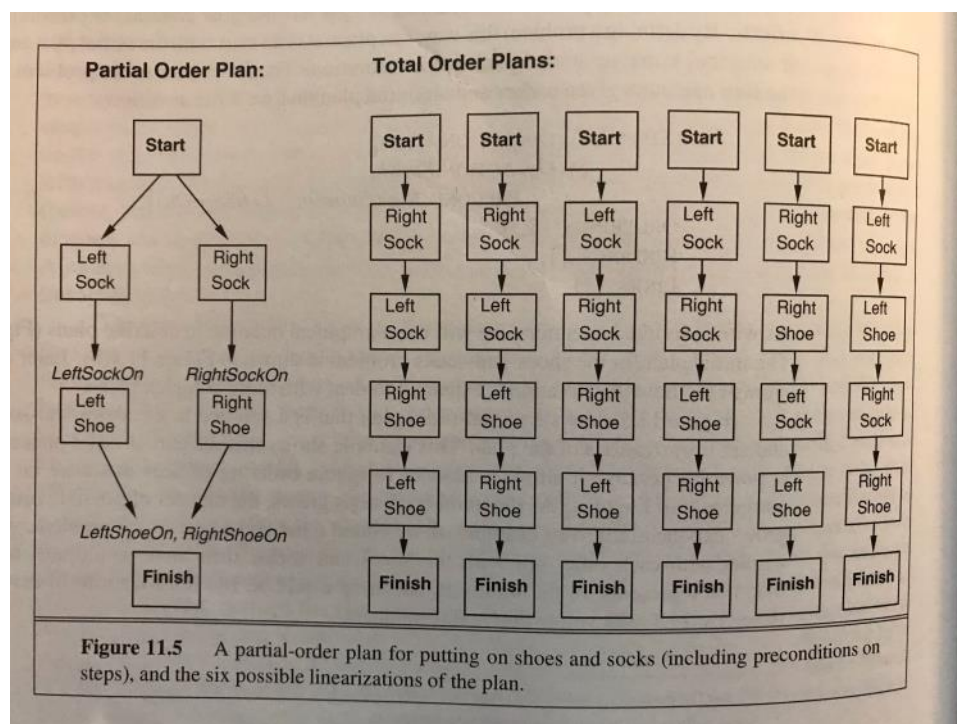 Partial Order Plan:
Total Order Plans:
Start
Left
Sock
Right
Sock
LeftSockOn
RightSockOn
Left
Shoe
Right
Shoe
LeftShoeOn, RightShoeOn
Finish
Start
Right
Sock
Left
Sock
Right
Shoe
Left
Shoe
Finish
Start
Right
Sock
Left
Sock
Left
Shoe
Right
Shoe
Finish
Start
Left
Sock
Right
Sock
Right
Shoe
Left
Shoe
Finish
Start
Left
Sock
Right
Sock
Left
Shoe
Right
Shoe
Finish
Start
Right
Sock
Right
Shoe
Left
Sock
Left
Shoe
Finish
Start
Left
Sock
Left
Shoe
Right
Sock
Right
Shoe
Finish
Figure 11.5 A partial-order plan for putting on shoes and socks (including preconditions on
steps), and the six possible linearizations of the plan.